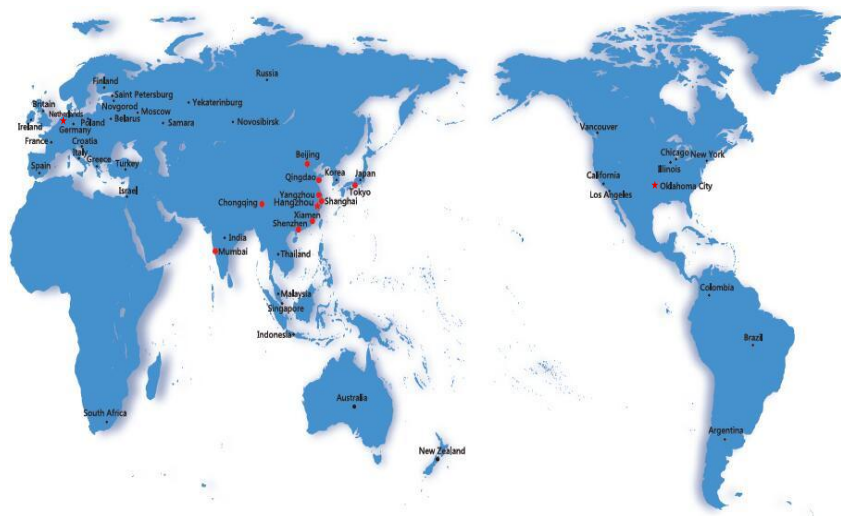 Russia
Finland
Saint Petersburg
Novgorod
Yekaterinburg
Moscow
Britain
Netherlands
Ireland
Germany
Poland
Belarus
Samara
Novosibirsk
France
Croatia
Italy
Greece
Spain
Turkey
Israel
Beijing
Korea
Japan
Qingdao
Tokyo
Yangzhou
Hangzhou
Shanghai
Chongqing
Xiamen
Shenzhen
India
Mumbai
Thailand
Malaysia
Singapore
Indonesia
South Africa
Australia
New Zealand
Vancouver
Chicago
New York
Illinois
California
Los Angeles
Oklahoma City
Colombia
Brazil
Argentina